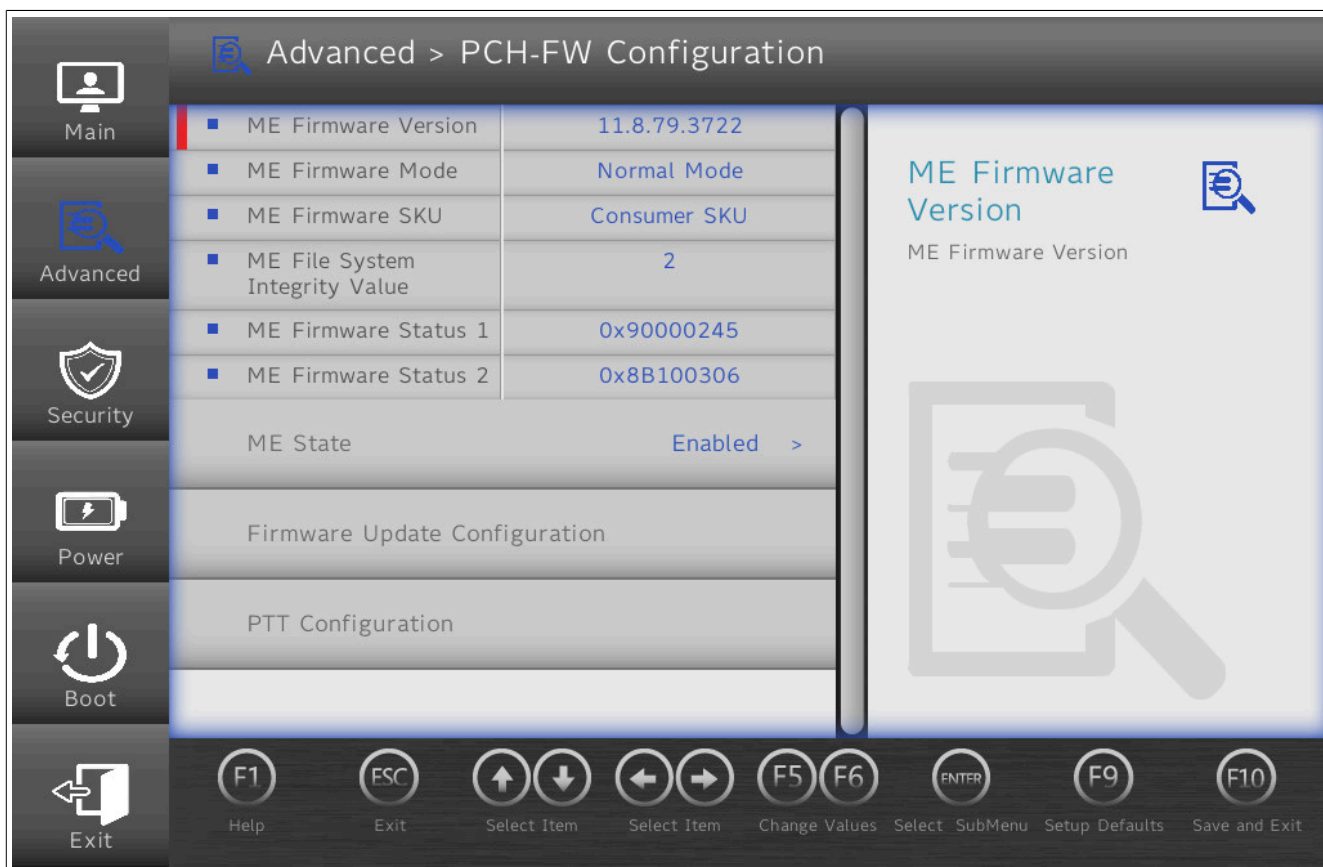 Advanced > PCH-FW Configuration
Main
Advanced
Security
Power
Boot
Exit
ME Firmware Version 11.8.79.3722
ME Firmware Mode Normal Mode
ME Firmware SKU Consumer SKU
ME File System 2
Integrity Value
ME Firmware Status 1 0x90000245
ME Firmware Status 2 0x8B100306
ME State Enabled >
Firmware Update Configuration
PTT Configuration
ME Firmware
Version
ME Firmware Version
F1 ESC F5 F6 ENTER F9 F10
Help Exit Select Item Select Item Change Values Select SubMenu Setup Defaults Save and Exit